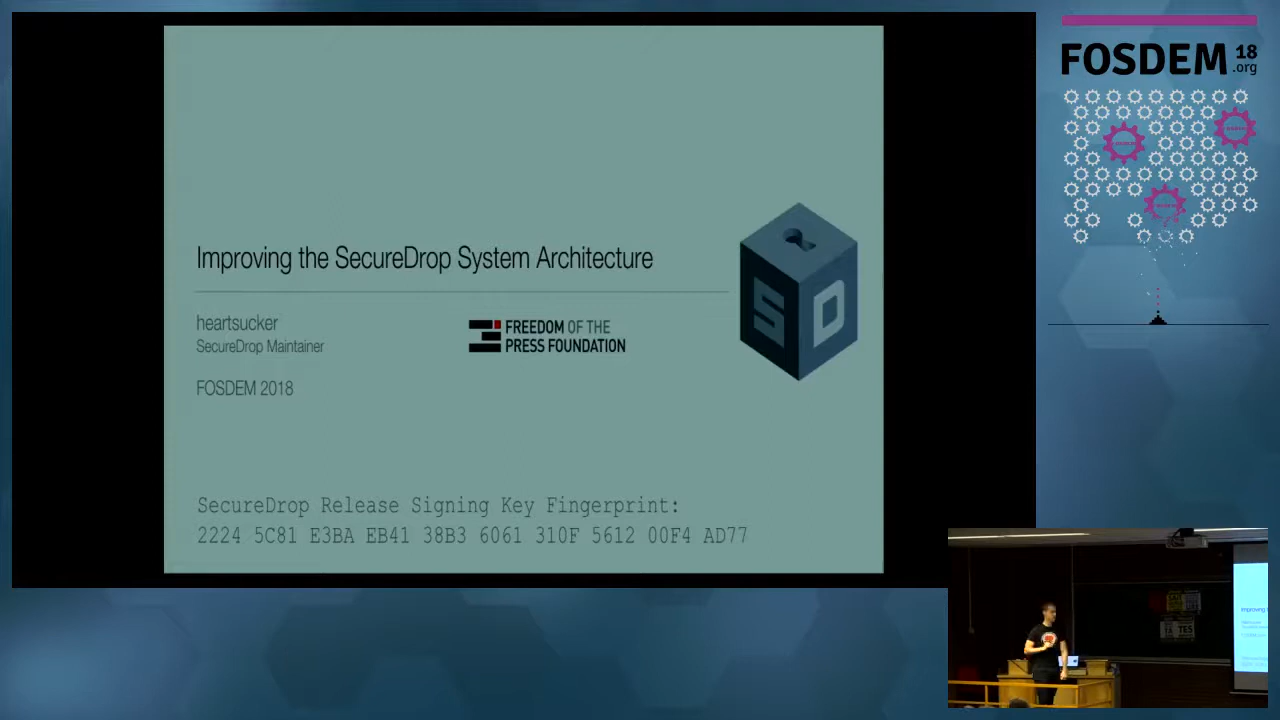 Improving the SecureDrop System Architecture
heartsucker
SecureDrop Maintainer
FREEDOM OF THE
PRESS FOUNDATION
FOSDEM 2018
SecureDrop Release Signing Key Fingerprint:
2224 5C81 E3BA EB41 38B3 6061 310F 5612 00F4 AD77
SD
FOSDEM 18
.org